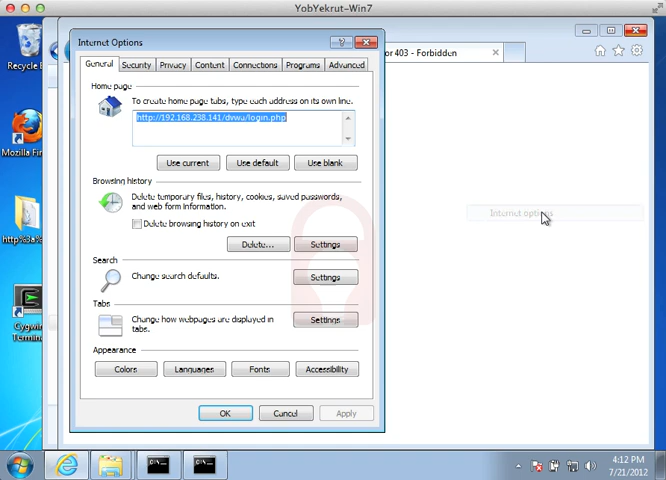 YobYekrut-Win7
Recycle B
Mozilla Fir
http%3a%
Cygwin
Termin
Internet Options
or 403 - Forbidden
General Security Privacy Content Connections Programs Advanced
Home page
To create home page tabs, type each address on its own line.
http://192.168.238.141/dvwa/login.php
Use current Use default Use blank
Browsing history
Delete temporary files, history, cookies, saved passwords,
and web form information.
Delete browsing history on exit
Delete... Settings
Search
Change search defaults.
Settings
Tabs
Change how webpages are displayed in
tabs.
Settings
Appearance
Colors Languages Fonts Accessibility
OK Cancel Apply
Internet options
4:12 PM
7/21/2012